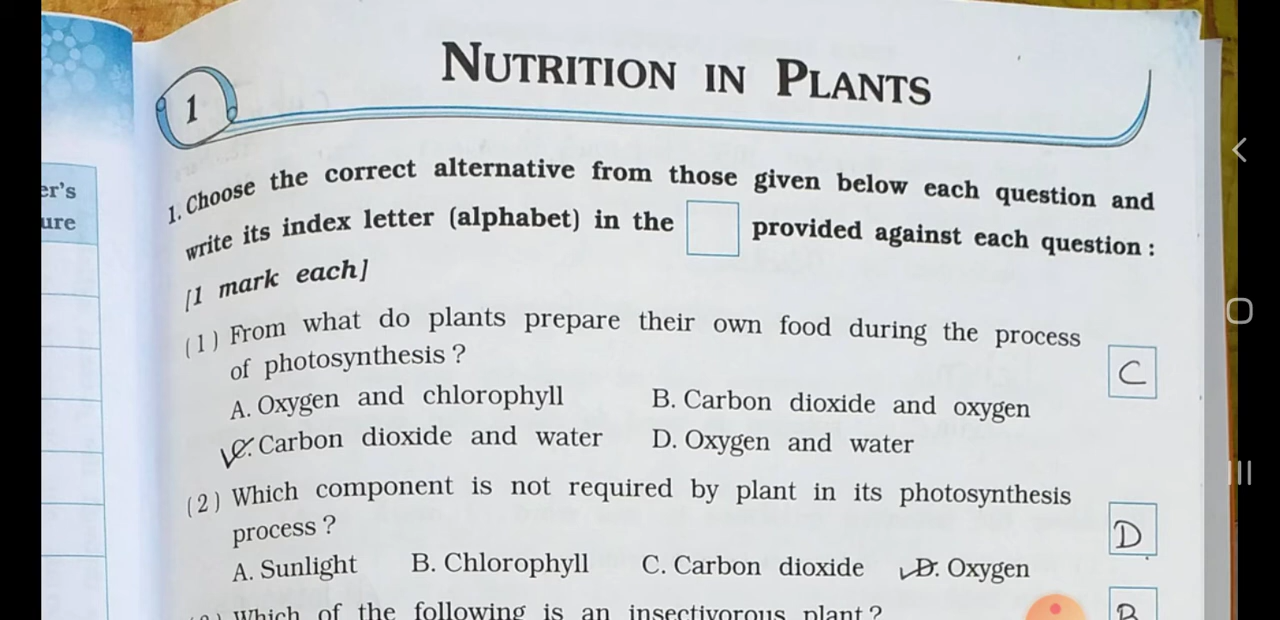 er's
ure
1
NUTRITION IN PLANTS
1. Choose the correct alternative from those given below each question and
write its index letter (alphabet) in the provided against each question :
[1 mark each]
(1) From what do plants prepare their own food during the process
of photosynthesis ?
C
A. Oxygen and chlorophyll B. Carbon dioxide and oxygen
C. Carbon dioxide and water D. Oxygen and water
(2) Which component is not required by plant in its photosynthesis
process ?
D
A. Sunlight B. Chlorophyll C. Carbon dioxide D. Oxygen
Which of the following is an insectivorous plant ?
B